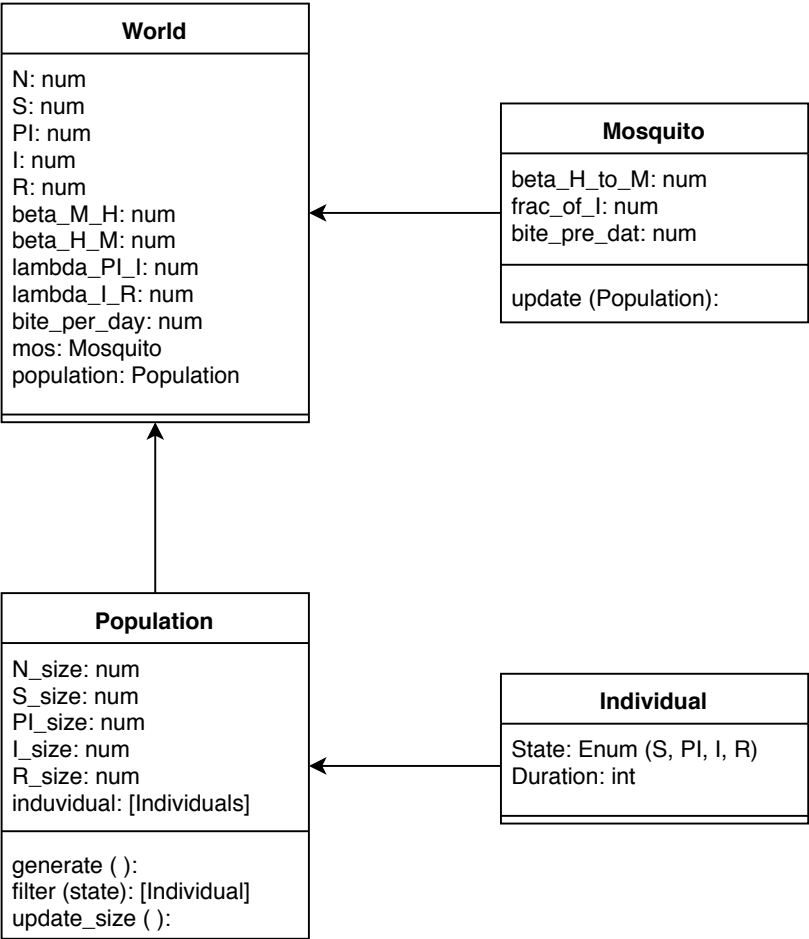 World
N: num
S: num
PI: num
I: num
R: num
beta_M_H: num
beta_H_M: num
lambda_PI_I: num
lambda_I_R: num
bite_per_day: num
mos: Mosquito
population: Population
Mosquito
beta_H_to_M: num
frac_of_I: num
bite_pre_dat: num
update (Population):
Population
N_size: num
S_size: num
PI_size: num
I_size: num
R_size: num
induvidual: [Individuals]
generate ( ):
filter (state): [Individual]
update_size ( ):
Individual
State: Enum (S, PI, I, R)
Duration: int